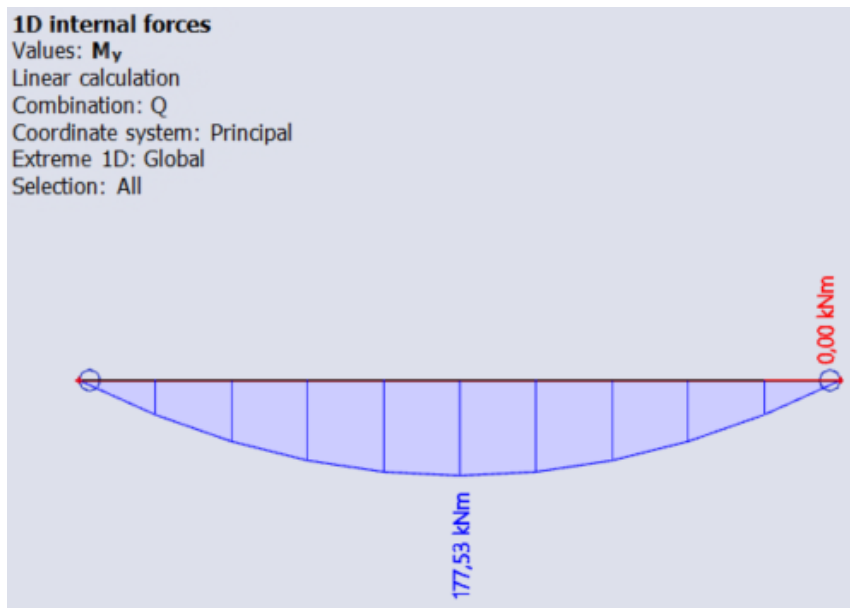 1D internal forces
Values: My
Linear calculation
Combination: Q
Coordinate system: Principal
Extreme 1D: Global
Selection: All
0,00 kNm
177,53 kNm